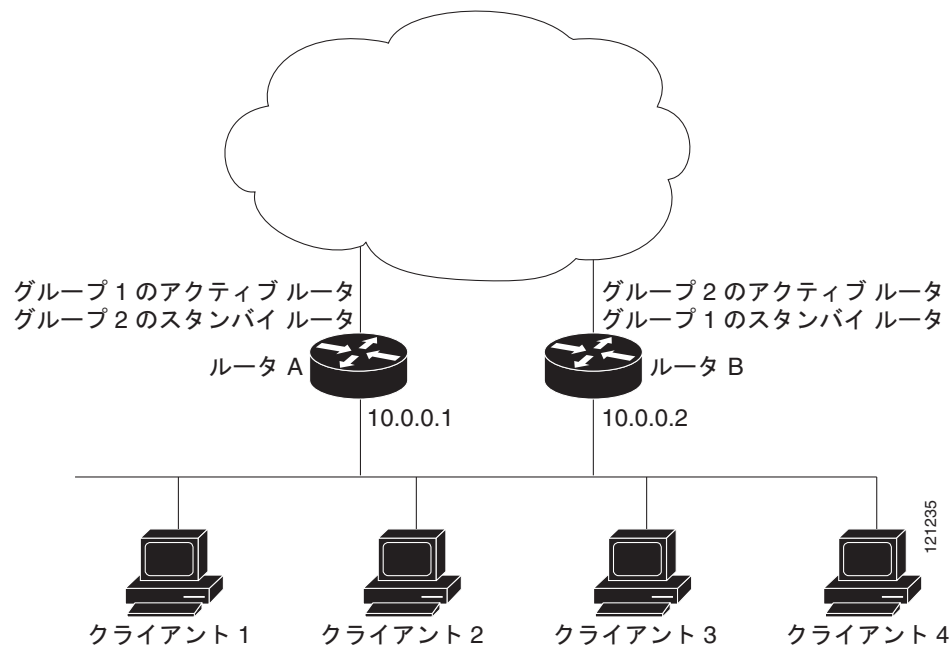 グループ 1 のアクティブ ルータ
グループ 2 のスタンバイ ルータ
グループ 2 のアクティブ ルータ
グループ 1 のスタンバイ ルータ
ルータ A
ルータ B
10.0.0.1
10.0.0.2
121235
クライアント 1
クライアント 2
クライアント 3
クライアント 4